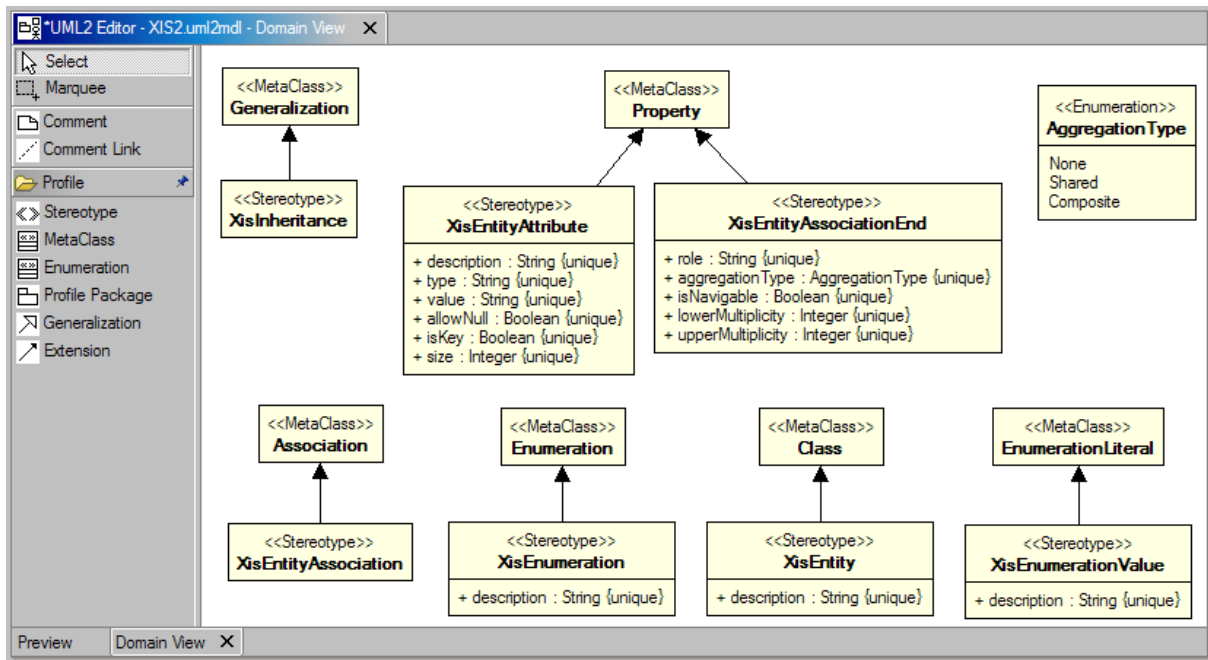 *UML2 Editor - XIS2.uml2mdl - Domain View X
Select
Marquee
Comment
Comment Link
Profile
Stereotype
MetaClass
Enumeration
Profile Package
Generalization
Extension
<<MetaClass>>
Generalization
<<Stereotype>>
XisInheritance
<<MetaClass>>
Property
<<Stereotype>>
XisEntityAttribute
+ description : String {unique}
+ type : String {unique}
+ value : String {unique}
+ allowNull : Boolean {unique}
+ isKey : Boolean {unique}
+ size : Integer {unique}
<<Stereotype>>
XisEntityAssociationEnd
+ role : String {unique}
+ aggregationType : AggregationType {unique}
+ isNavigable : Boolean {unique}
+ lowerMultiplicity : Integer {unique}
+ upperMultiplicity : Integer {unique}
<<Enumeration>>
AggregationType
None
Shared
Composite
<<MetaClass>>
Association
<<Stereotype>>
XisEntityAssociation
<<MetaClass>>
Enumeration
<<Stereotype>>
XisEnumeration
+ description : String {unique}
<<MetaClass>>
Class
<<Stereotype>>
XisEntity
+ description : String {unique}
<<MetaClass>>
EnumerationLiteral
<<Stereotype>>
XisEnumerationValue
+ description : String {unique}
Preview
Domain View X